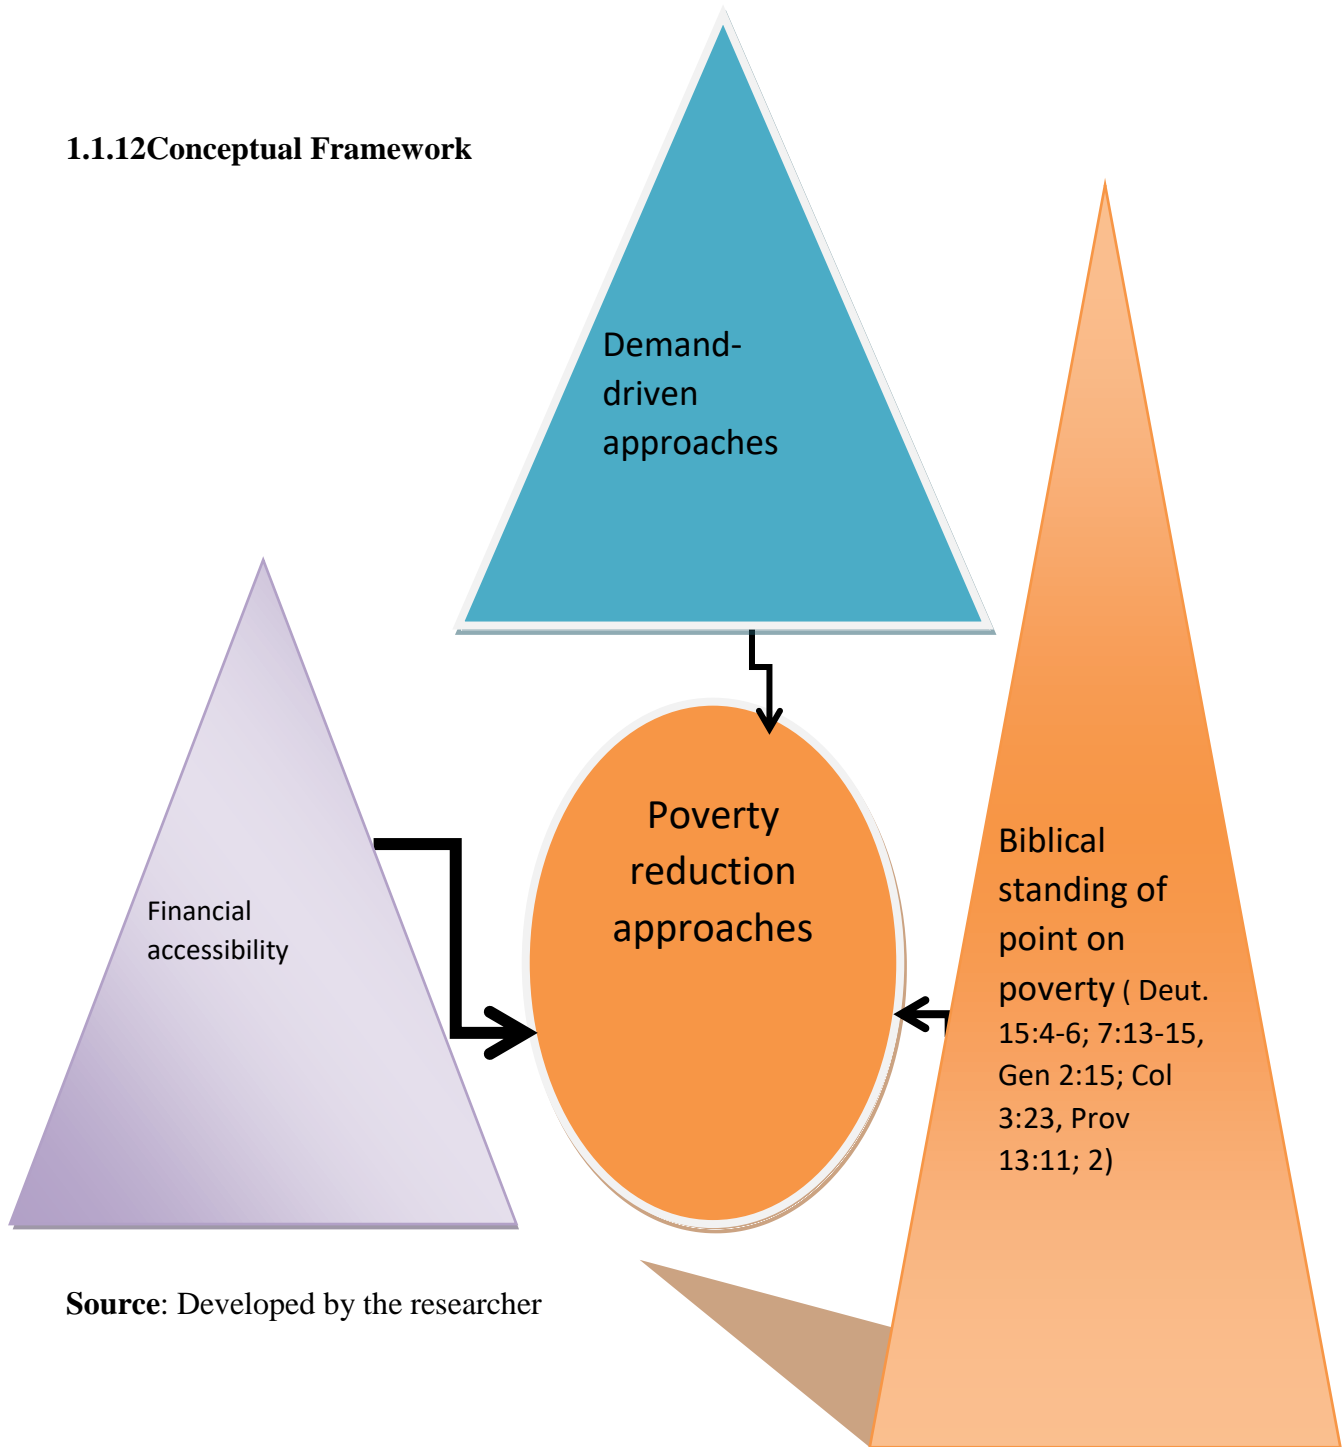 1.1.12Conceptual Framework
Demand-
driven
approaches
Financial
accessibility
Poverty
reduction
approaches
Biblical
standing of
point on
poverty ( Deut.
15:4-6; 7:13-15,
Gen 2:15; Col
3:23, Prov
13:11; 2)
Source: Developed by the researcher